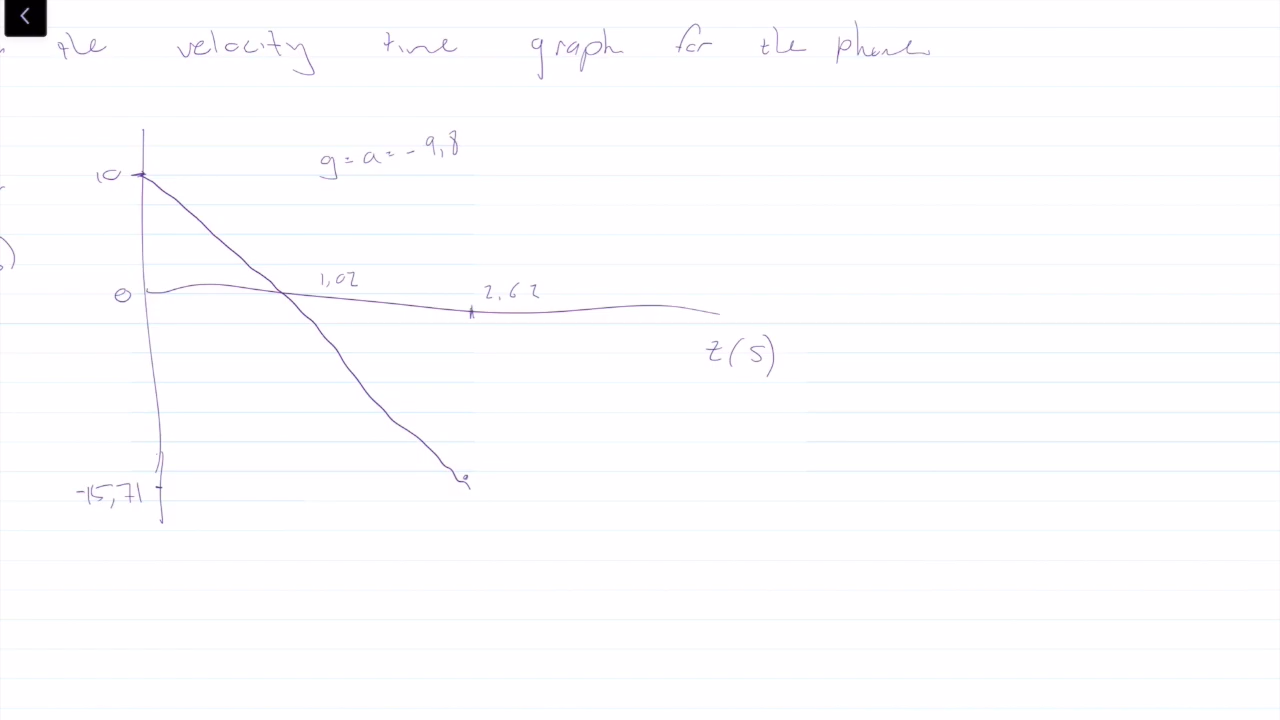 the velocity time graph for the phone
g = a = - 9,8
10
1,02
0
2,62
t(s)
-15,71